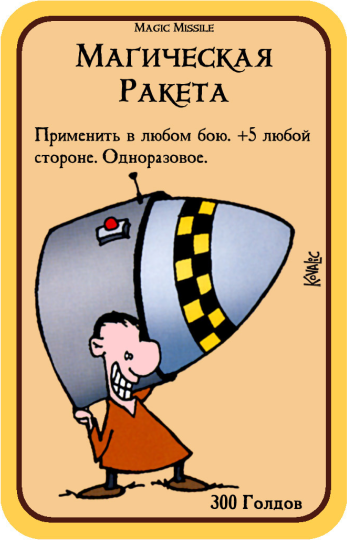 Magic Missile
Магическая
Ракета
Применить в любом бою. +5 любой
стороне. Одноразовое.
Kovalic
300 Голдов